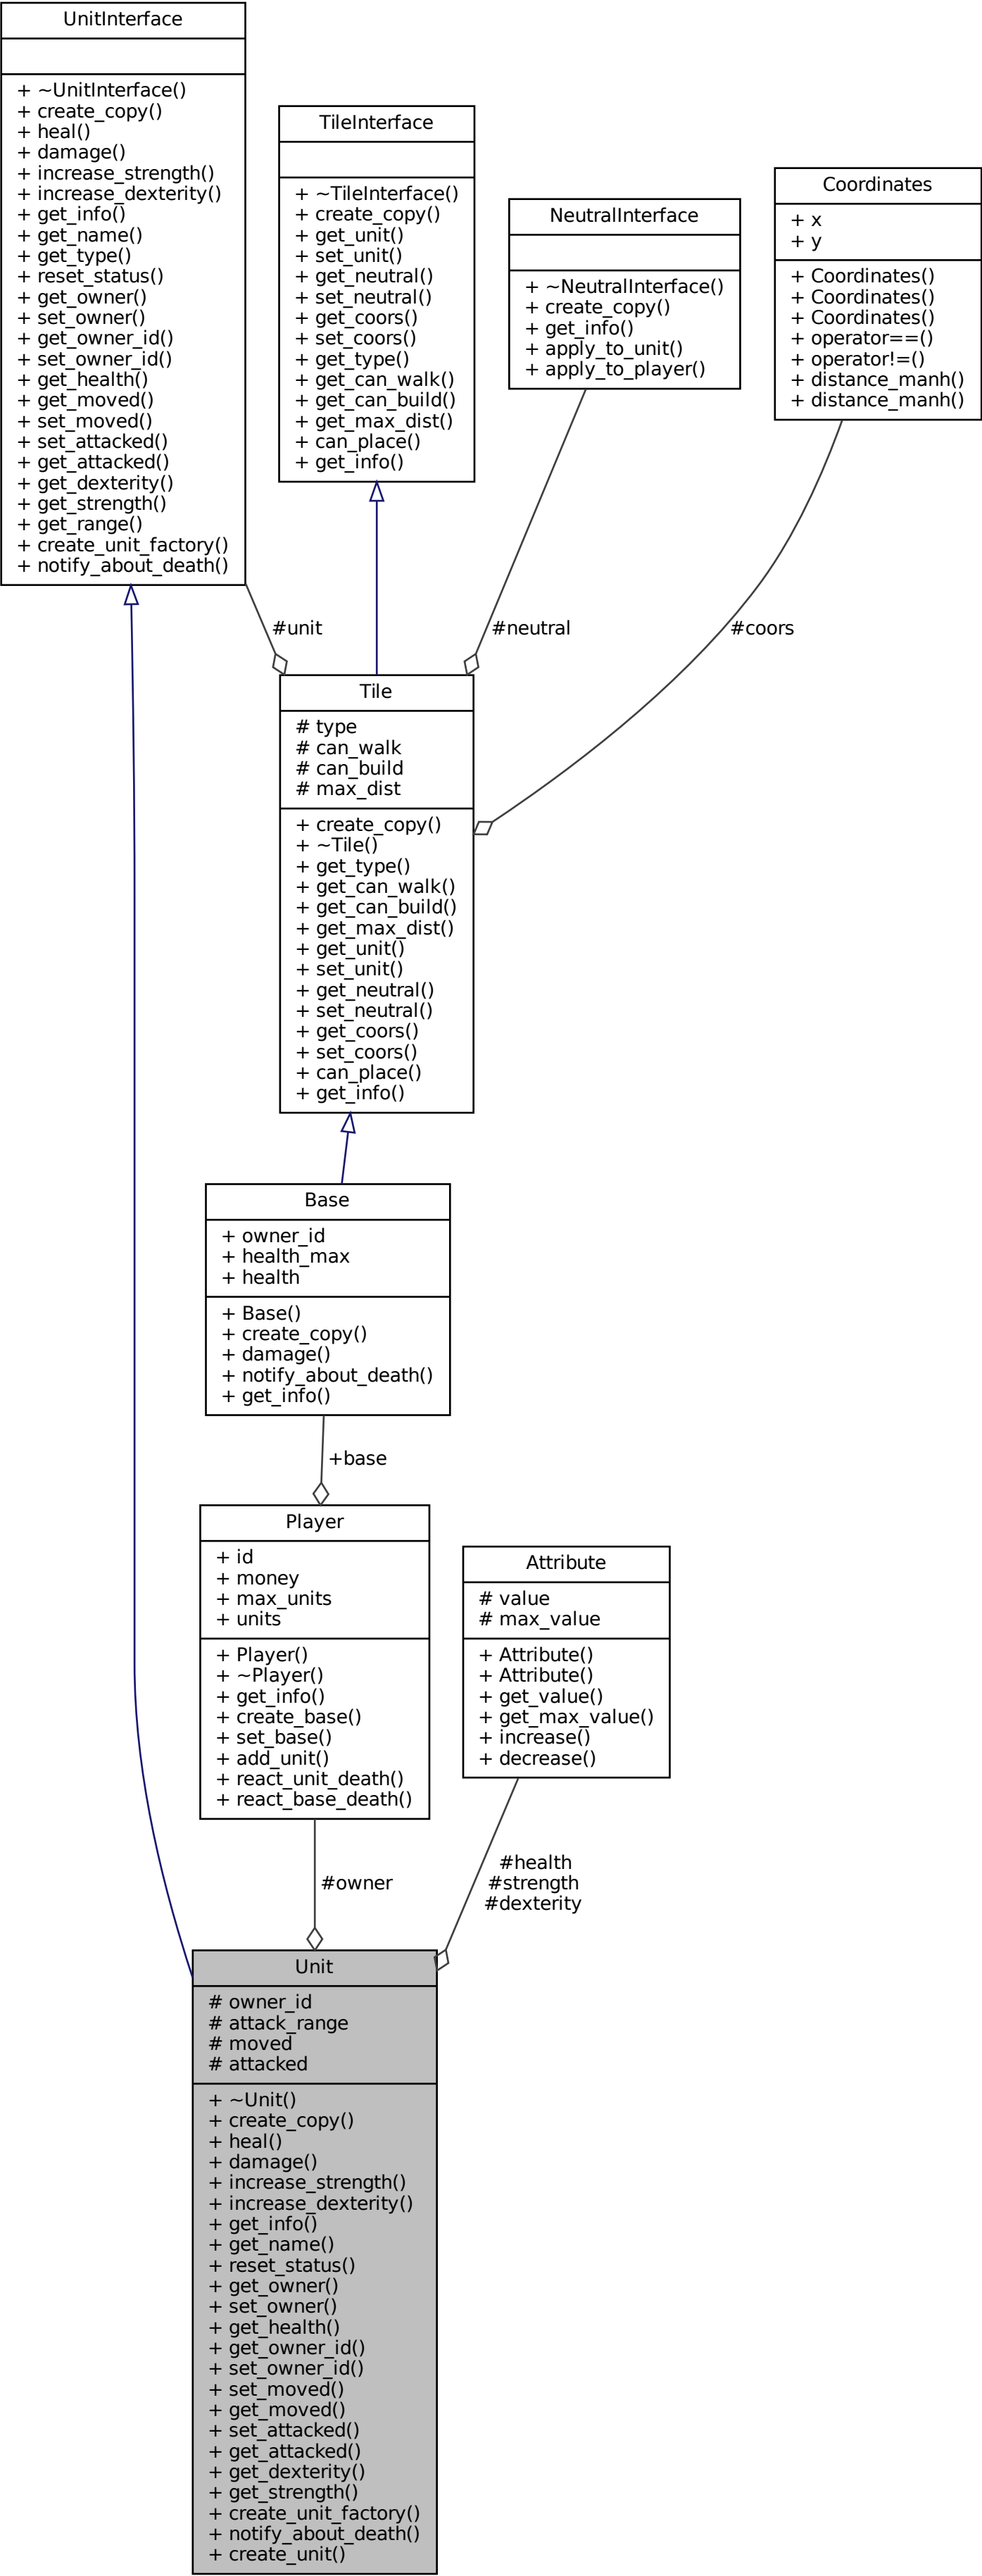 UnitInterface
+ ~UnitInterface()
+ create_copy()
+ heal()
+ damage()
+ increase_strength()
+ increase_dexterity()
+ get_info()
+ get_name()
+ get_type()
+ reset_status()
+ get_owner()
+ set_owner()
+ get_owner_id()
+ set_owner_id()
+ get_health()
+ get_moved()
+ set_moved()
+ set_attacked()
+ get_attacked()
+ get_dexterity()
+ get_strength()
+ get_range()
+ create_unit_factory()
+ notify_about_death()
TileInterface
+ ~TileInterface()
+ create_copy()
+ get_unit()
+ set_unit()
+ get_neutral()
+ set_neutral()
+ get_coors()
+ set_coors()
+ get_type()
+ get_can_walk()
+ get_can_build()
+ get_max_dist()
+ can_place()
+ get_info()
NeutralInterface
+ ~NeutralInterface()
+ create_copy()
+ get_info()
+ apply_to_unit()
+ apply_to_player()
Coordinates
+ x
+ y
+ Coordinates()
+ Coordinates()
+ Coordinates()
+ operator==()
+ operator!=()
+ distance_manh()
+ distance_manh()
#unit
#neutral
#coors
Tile
# type
# can_walk
# can_build
# max_dist
+ create_copy()
+ ~Tile()
+ get_type()
+ get_can_walk()
+ get_can_build()
+ get_max_dist()
+ get_unit()
+ set_unit()
+ get_neutral()
+ set_neutral()
+ get_coors()
+ set_coors()
+ can_place()
+ get_info()
Base
+ owner_id
+ health_max
+ health
+ Base()
+ create_copy()
+ damage()
+ notify_about_death()
+ get_info()
+base
Player
+ id
+ money
+ max_units
+ units
+ Player()
+ ~Player()
+ get_info()
+ create_base()
+ set_base()
+ add_unit()
+ react_unit_death()
+ react_base_death()
Attribute
# value
# max_value
+ Attribute()
+ Attribute()
+ get_value()
+ get_max_value()
+ increase()
+ decrease()
#owner
#health
#strength
#dexterity
Unit
# owner_id
# attack_range
# moved
# attacked
+ ~Unit()
+ create_copy()
+ heal()
+ damage()
+ increase_strength()
+ increase_dexterity()
+ get_info()
+ get_name()
+ reset_status()
+ get_owner()
+ set_owner()
+ get_health()
+ get_owner_id()
+ set_owner_id()
+ set_moved()
+ get_moved()
+ set_attacked()
+ get_attacked()
+ get_dexterity()
+ get_strength()
+ create_unit_factory()
+ notify_about_death()
+ create_unit()